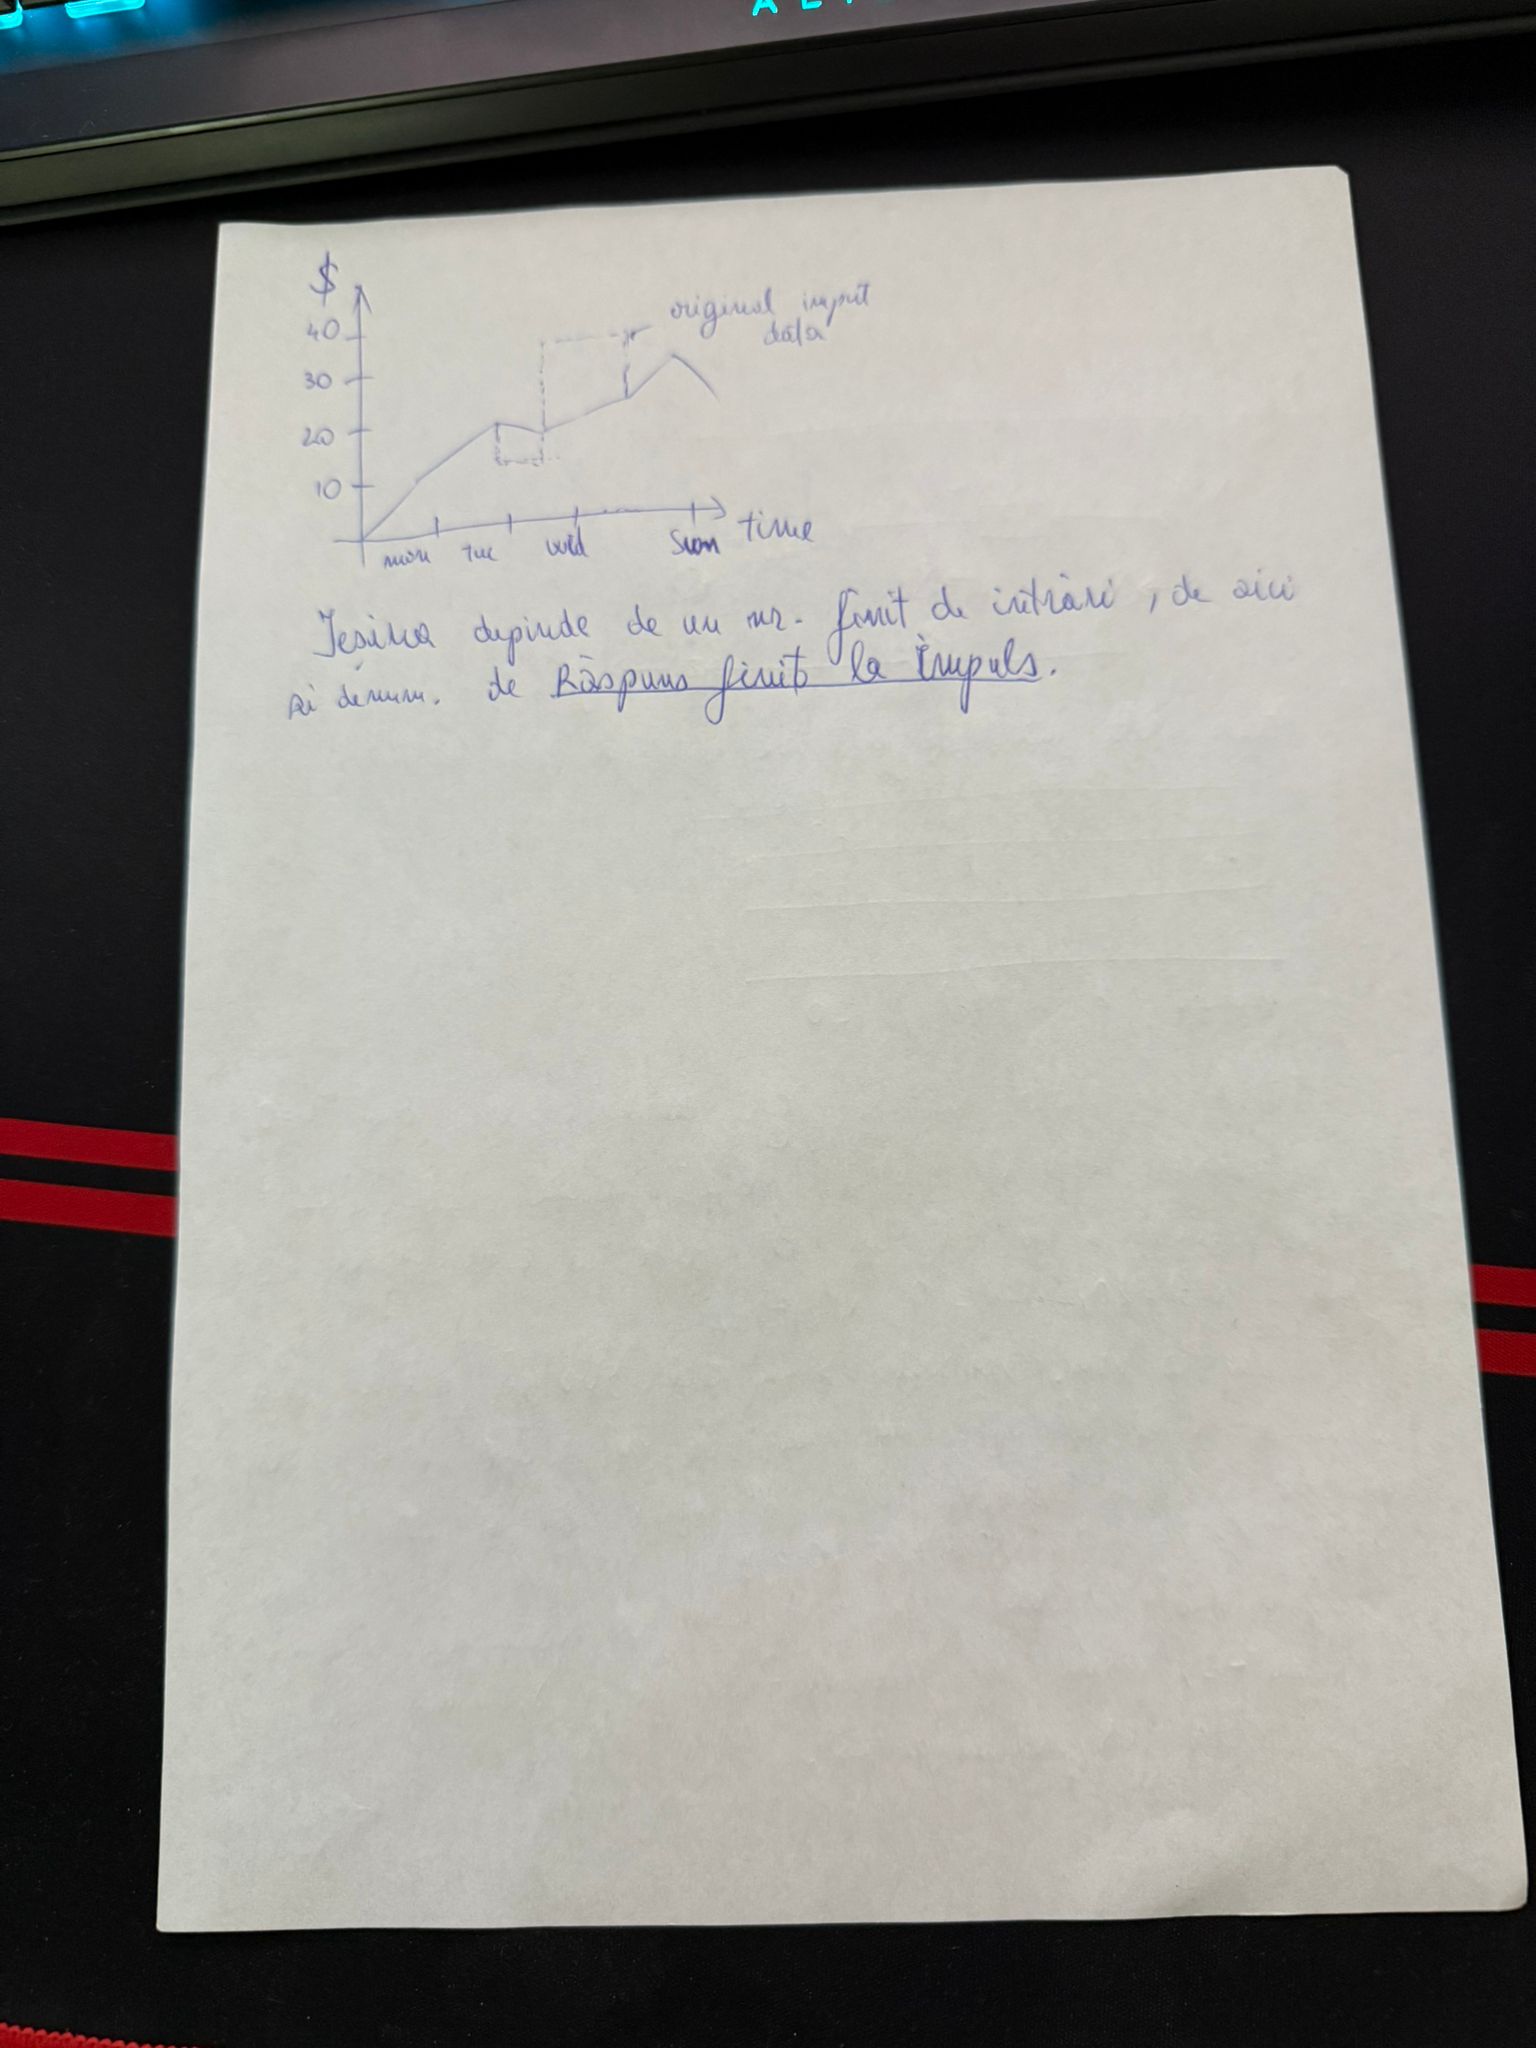 $
40
original input
data
30
20
10
mon tue wed Sun time
Ieșirea depinde de un nr. finit de intrări, de aici
și denum. de Răspuns finit la Impuls.